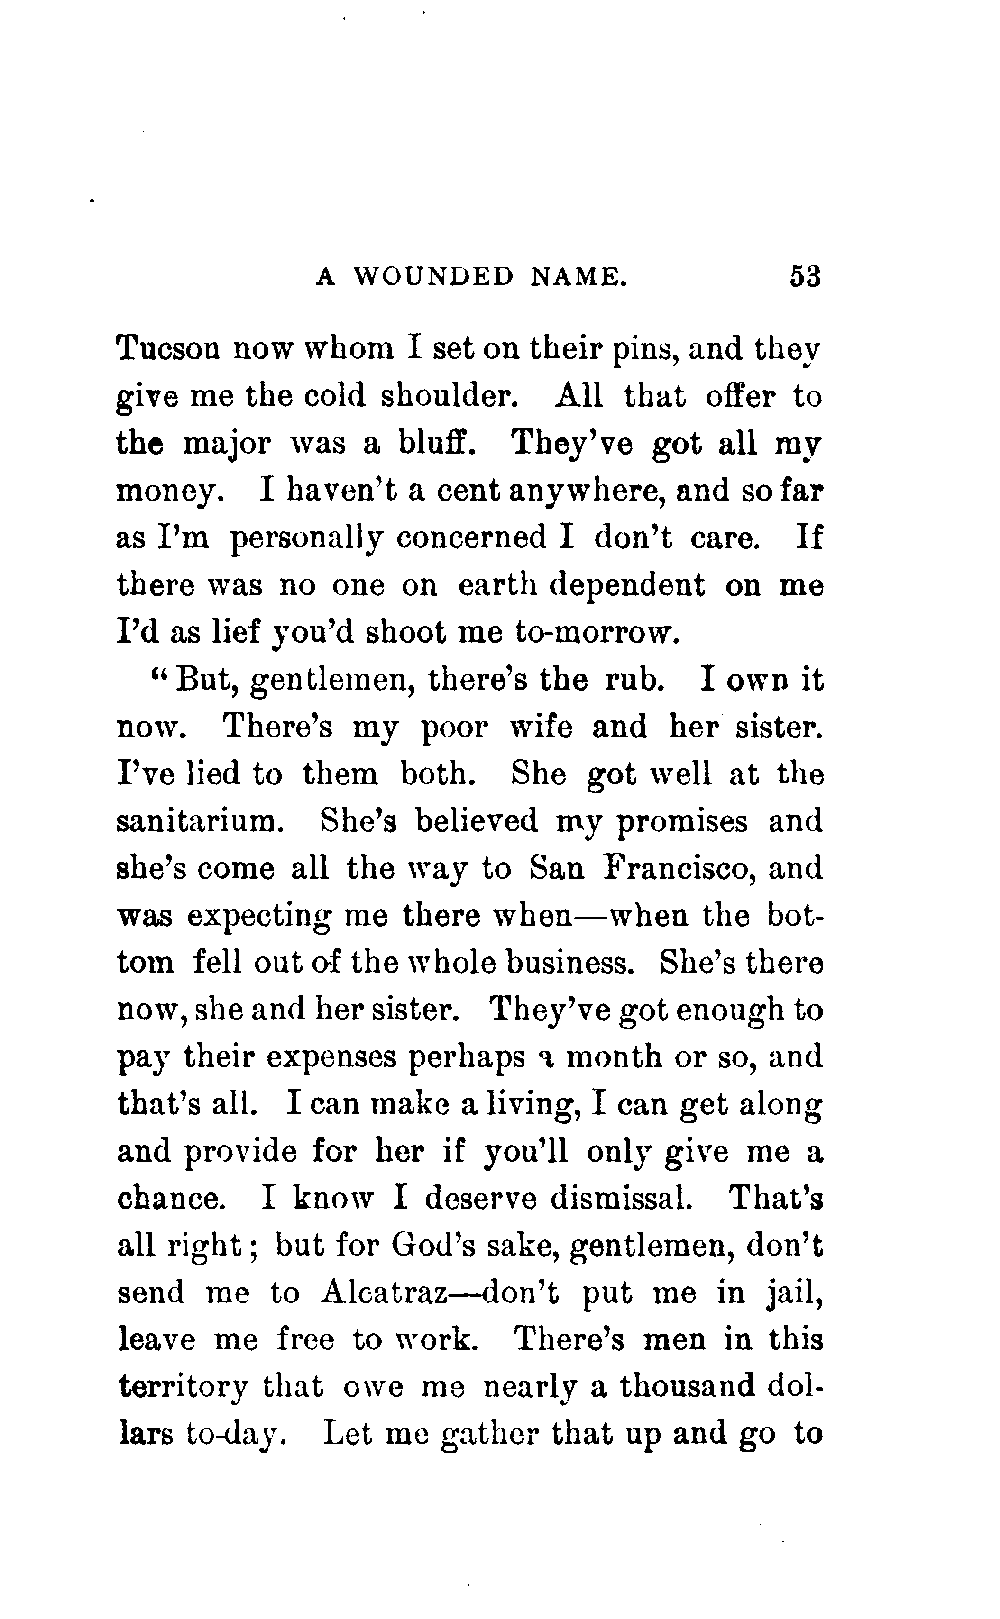 A WOUNDED NAME. 53
Tucson now whom I set on their pins, and they
give me the cold shoulder. All that offer to
the major was a bluff. They've got all my
money. I haven't a cent anywhere, and so far
as I'm personally concerned I don't care. If
there was no one on earth dependent on me
I'd as lief you'd shoot me to-morrow.
"But, gentlemen, there's the rub. I own it
now. There's my poor wife and her sister.
I've lied to them both. She got well at the
sanitarium. She's believed my promises and
she's come all the way to San Francisco, and
was expecting me there when—when the bot-
tom fell out of the whole business. She's there
now, she and her sister. They've got enough to
pay their expenses perhaps a month or so, and
that's all. I can make a living, I can get along
and provide for her if you'll only give me a
chance. I know I deserve dismissal. That's
all right; but for God's sake, gentlemen, don't
send me to Alcatraz—don't put me in jail,
leave me free to work. There's men in this
territory that owe me nearly a thousand dol-
lars to-day. Let me gather that up and go to